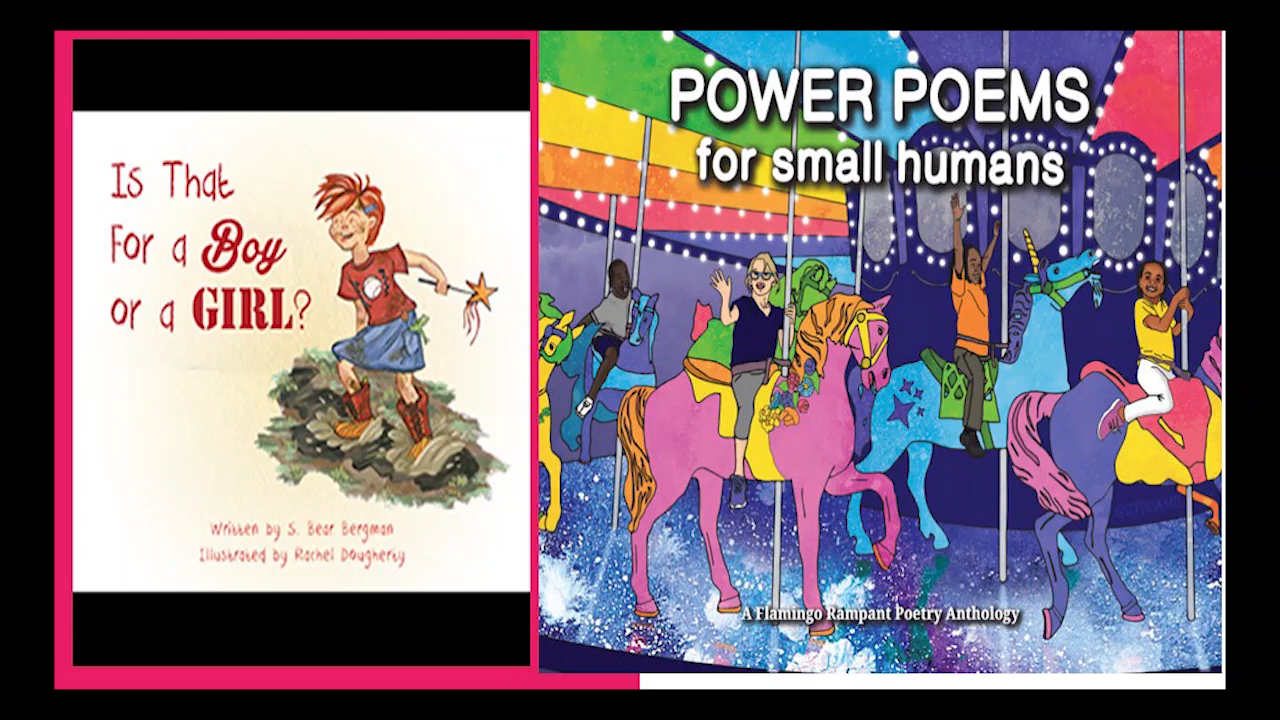 Is That
For a Boy
or a GIRL?
Written by S. Bear Bergman
Illustrated by Rachel Dougherty
POWER POEMS
for small humans
A Flamingo Rampant Poetry Anthology